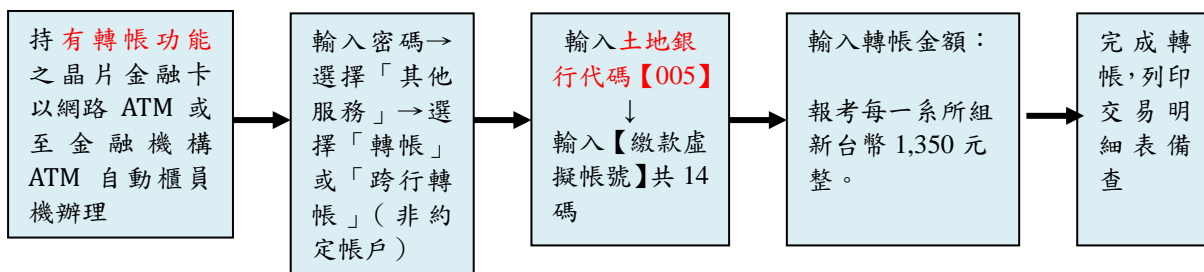 持有轉帳功能
之晶片金融卡
以網路 ATM 或
至金融機構
ATM 自動櫃員
機辦理
輸入密碼→
選擇「其他
服務」→選
擇「轉帳」
或「跨行轉
帳」(非約
定帳戶)
輸入土地銀
行代碼【005】
↓
輸入【繳款虛
擬帳號】共 14
碼
輸入轉帳金額：
報考每一系所組
新台幣 1,350 元
整。
完成轉
帳，列印
交易明
細表備
查